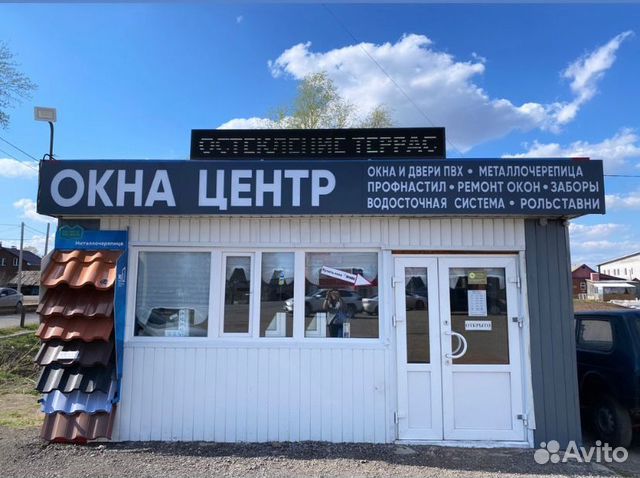 ОСТЕКЛЕНИЕ ТЕРРАС
ОКНА ЦЕНТР
ОКНА И ДВЕРИ ПВХ • МЕТАЛЛОЧЕРЕПИЦА
ПРОФНАСТИЛ • РЕМОНТ ОКОН • ЗАБОРЫ
ВОДОСТОЧНАЯ СИСТЕМА • РОЛЬСТАВНИ
Металлочерепица
ОТКРЫТО
Avito